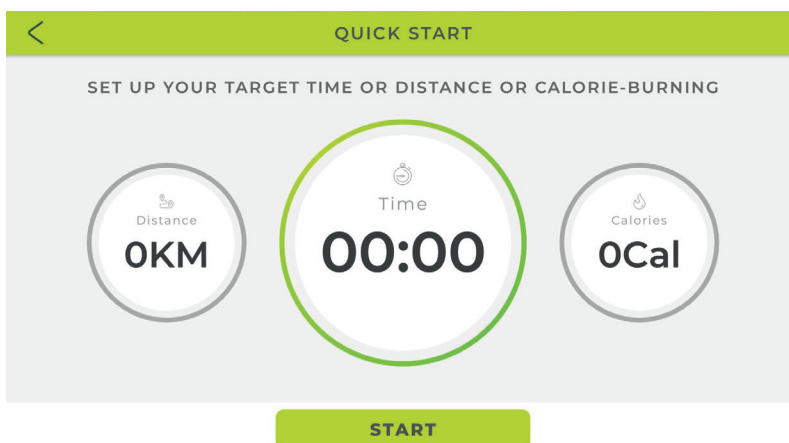 QUICK START
SET UP YOUR TARGET TIME OR DISTANCE OR CALORIE-BURNING
Distance
0KM
Time
00:00
Calories
0Cal
START